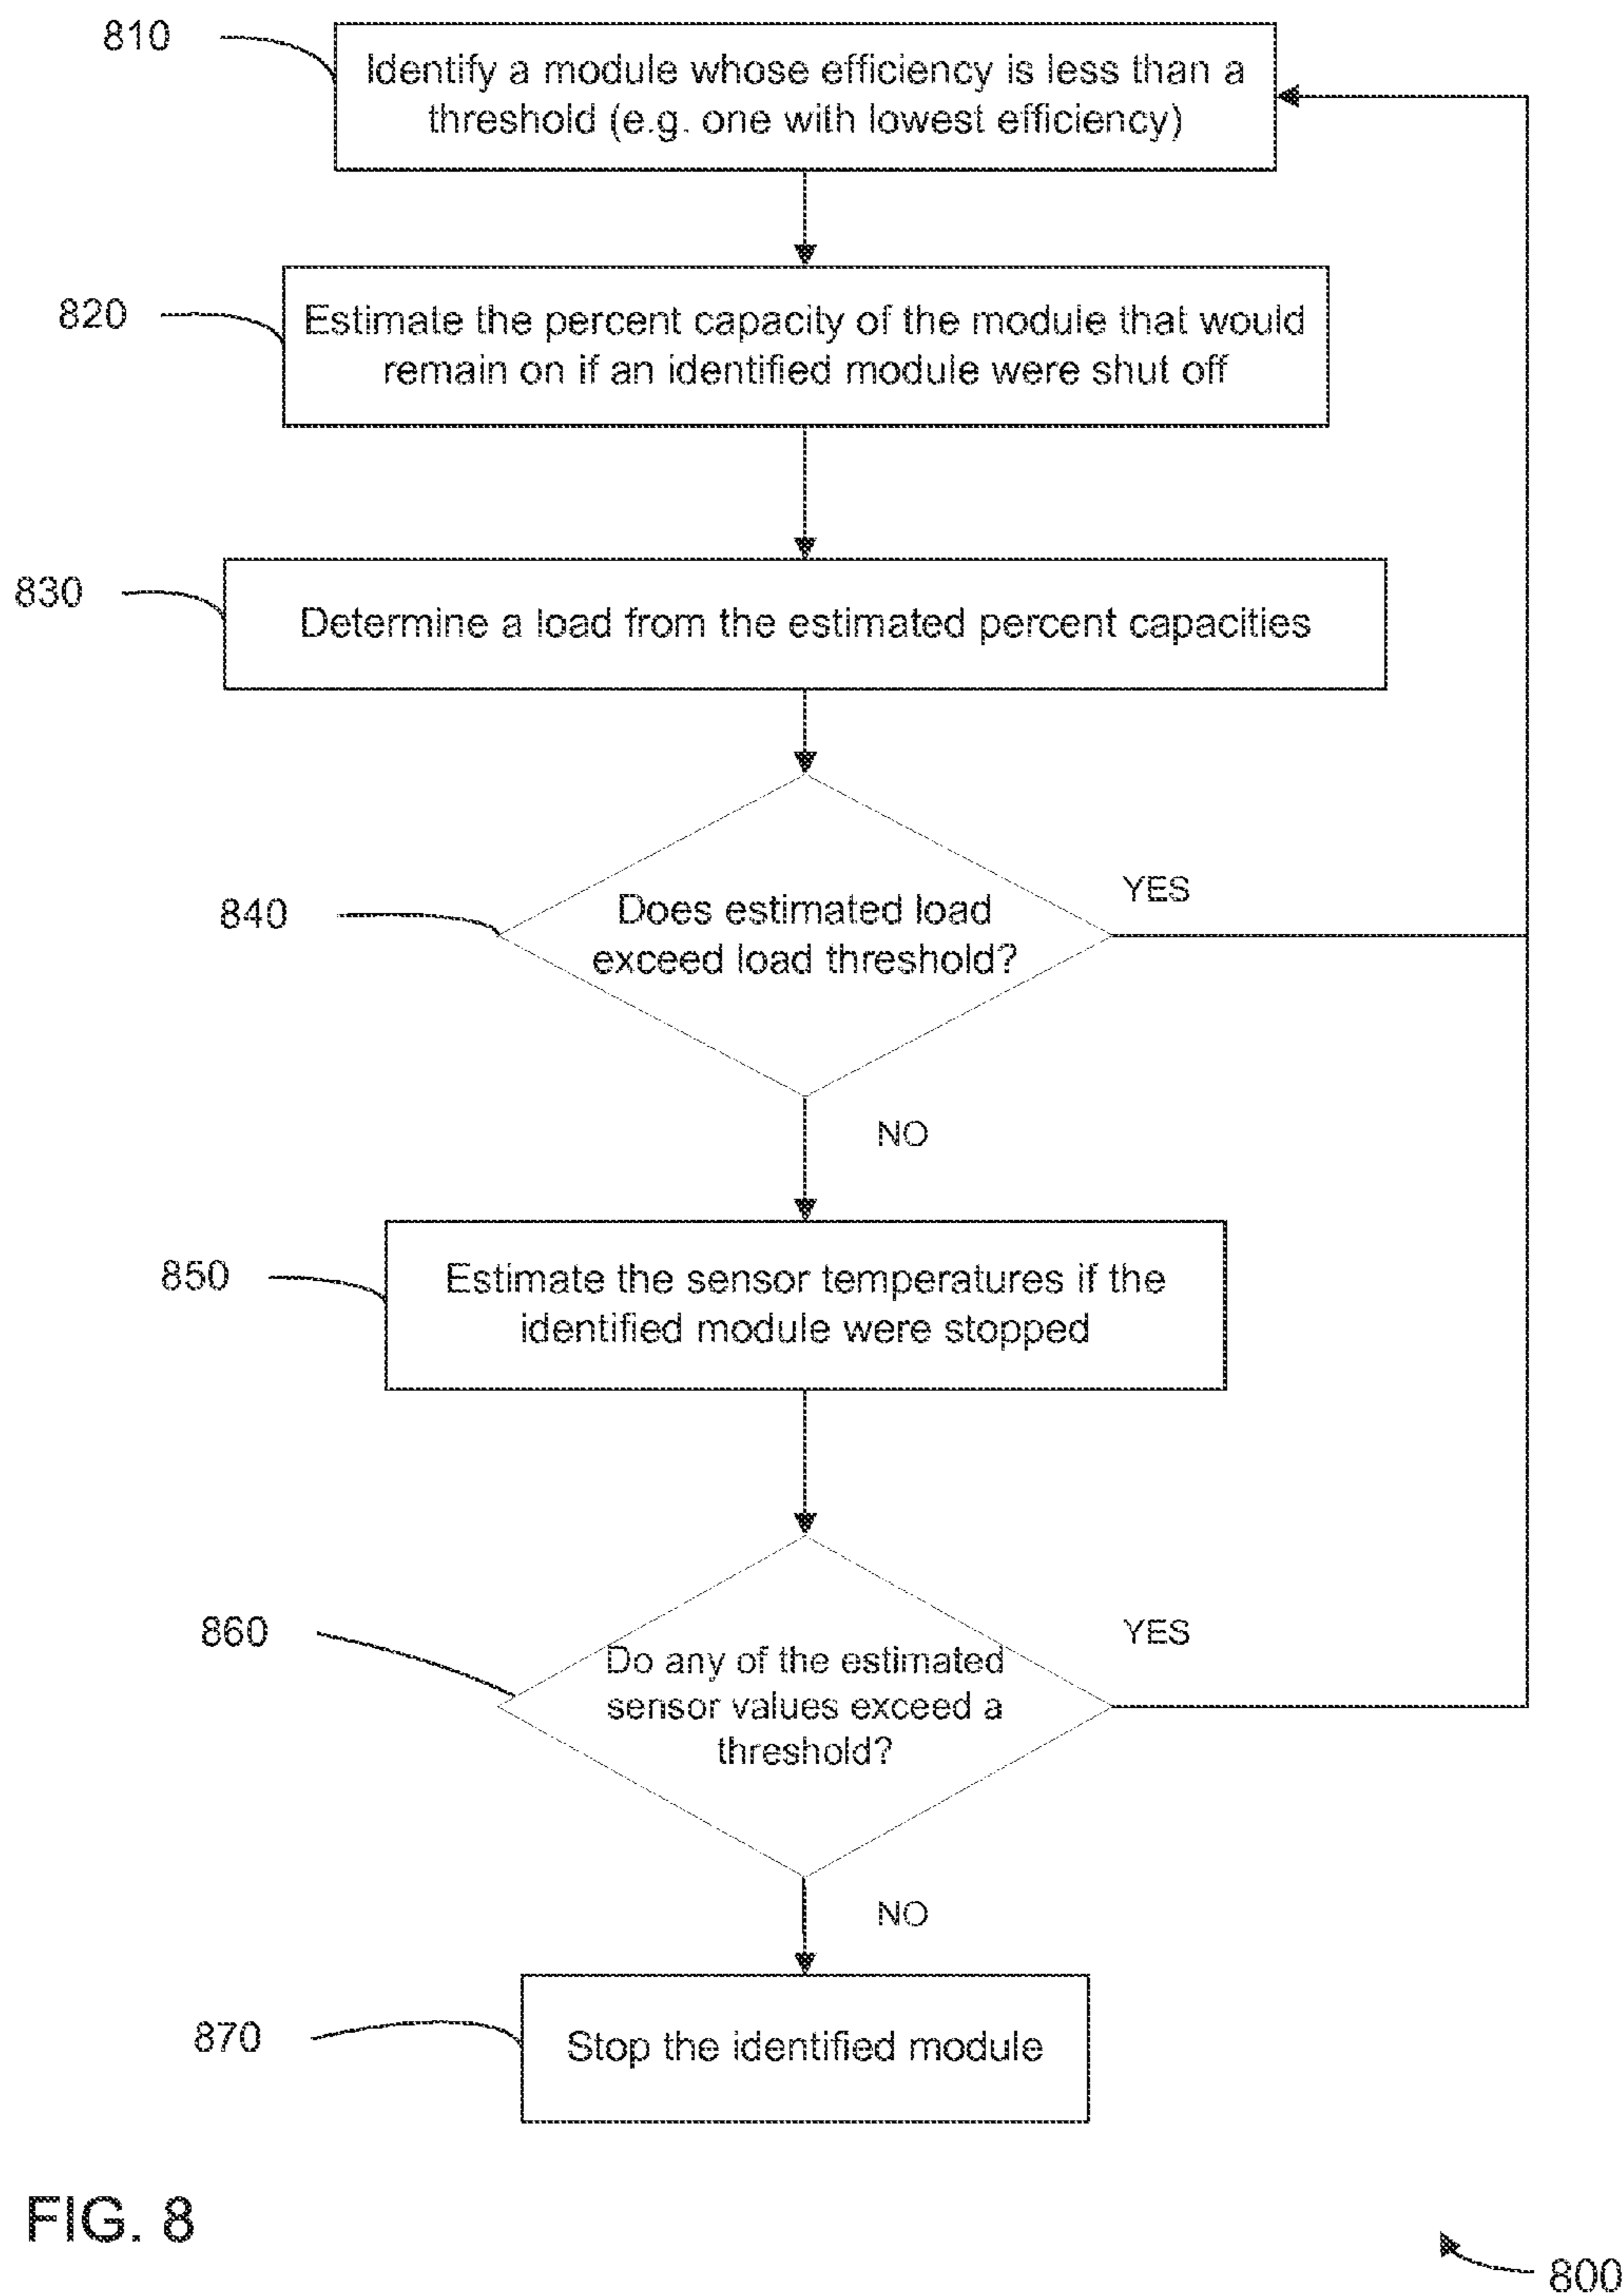 810
Identify a module whose efficiency is less than a
threshold (e.g. one with lowest efficiency)
820
Estimate the percent capacity of the module that would
remain on if an identified module were shut off
830
Determine a load from the estimated percent capacities
840
Does estimated load
exceed load threshold?
YES
NO
850
Estimate the sensor temperatures if the
identified module were stopped
860
Do any of the estimated
sensor values exceed a
threshold?
YES
NO
870
Stop the identified module
FIG. 8
800